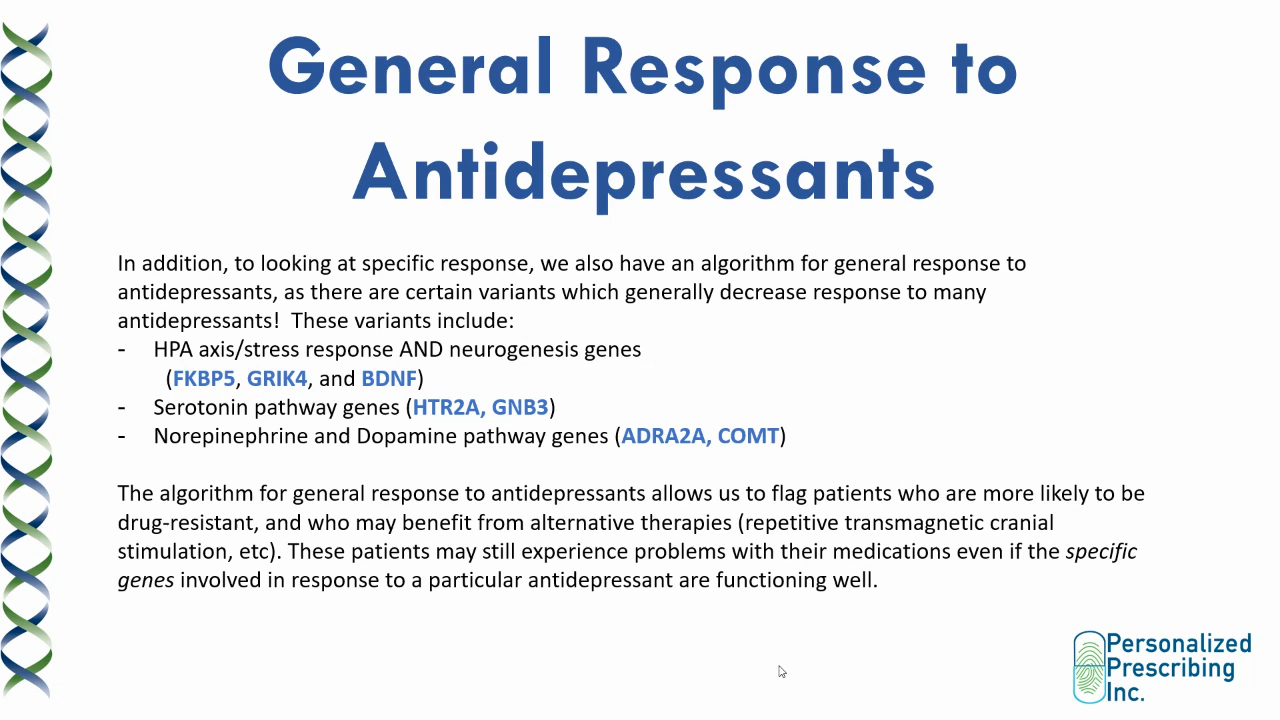 General Response to
Antidepressants
In addition, to looking at specific response, we also have an algorithm for general response to
antidepressants, as there are certain variants which generally decrease response to many
antidepressants!  These variants include:
- HPA axis/stress response AND neurogenesis genes
(FKBP5, GRIK4, and BDNF)
- Serotonin pathway genes (HTR2A, GNB3)
- Norepinephrine and Dopamine pathway genes (ADRA2A, COMT)
The algorithm for general response to antidepressants allows us to flag patients who are more likely to be
drug-resistant, and who may benefit from alternative therapies (repetitive transmagnetic cranial
stimulation, etc). These patients may still experience problems with their medications even if the specific
genes involved in response to a particular antidepressant are functioning well.
Personalized
Prescribing
Inc.